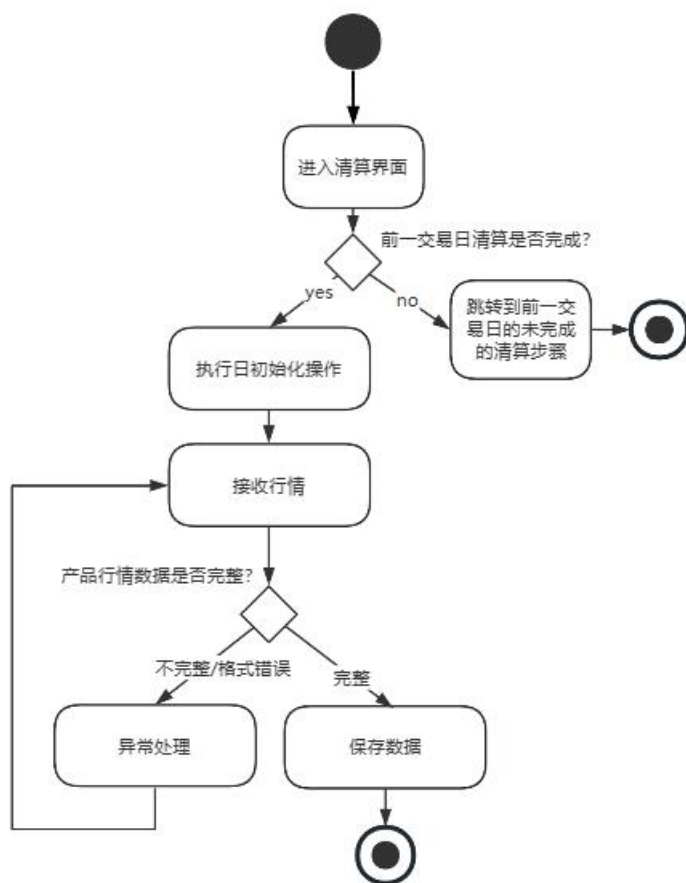 进入清算界面
前一交易日清算是否完成?
yes
no
跳转到前一交
易日的未完成
的清算步骤
执行日初始化操作
接收行情
产品行情数据是否完整?
不完整/格式错误
完整
异常处理
保存数据